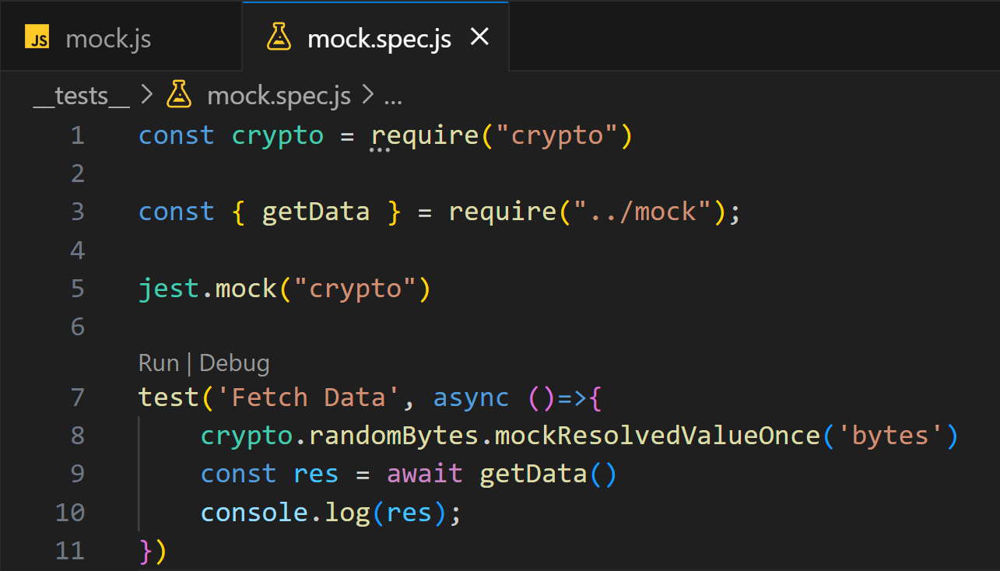 JS mock.js mock.spec.js ×
__tests__ > mock.spec.js > ...
1 const crypto = require("crypto")
2
3 const { getData } = require("../mock");
4
5 jest.mock("crypto")
6
Run | Debug
7 test('Fetch Data', async ()=>{
8 crypto.randomBytes.mockResolvedValueOnce('bytes')
9 const res = await getData()
10 console.log(res);
11 })